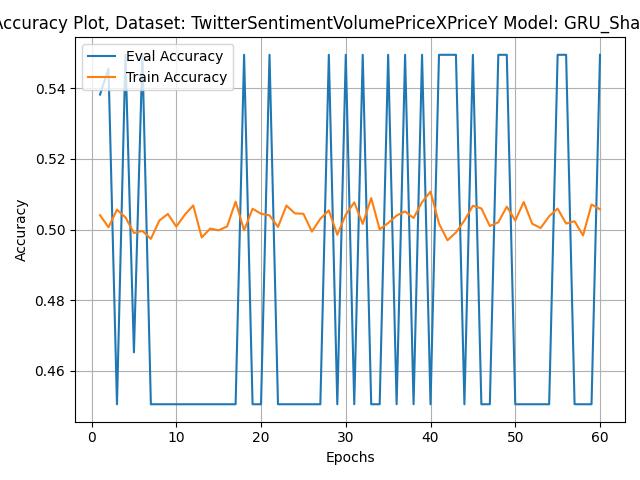 Accuracy Plot, Dataset: TwitterSentimentVolumePriceXPriceY Model: GRU_Sha
Eval Accuracy
Train Accuracy
0.54
0.52
0.50
0.48
0.46
Accuracy
0 10 20 30 40 50 60
Epochs